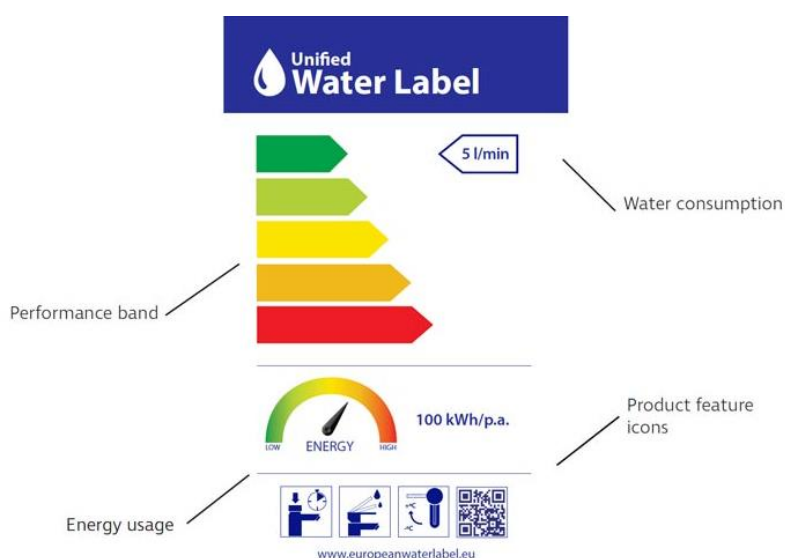 Unified
Water Label
5 l/min
Water consumption
Performance band
100 kWh/p.a.
LOW
ENERGY
HIGH
Product feature
icons
Energy usage
www.europeanwaterlabel.eu